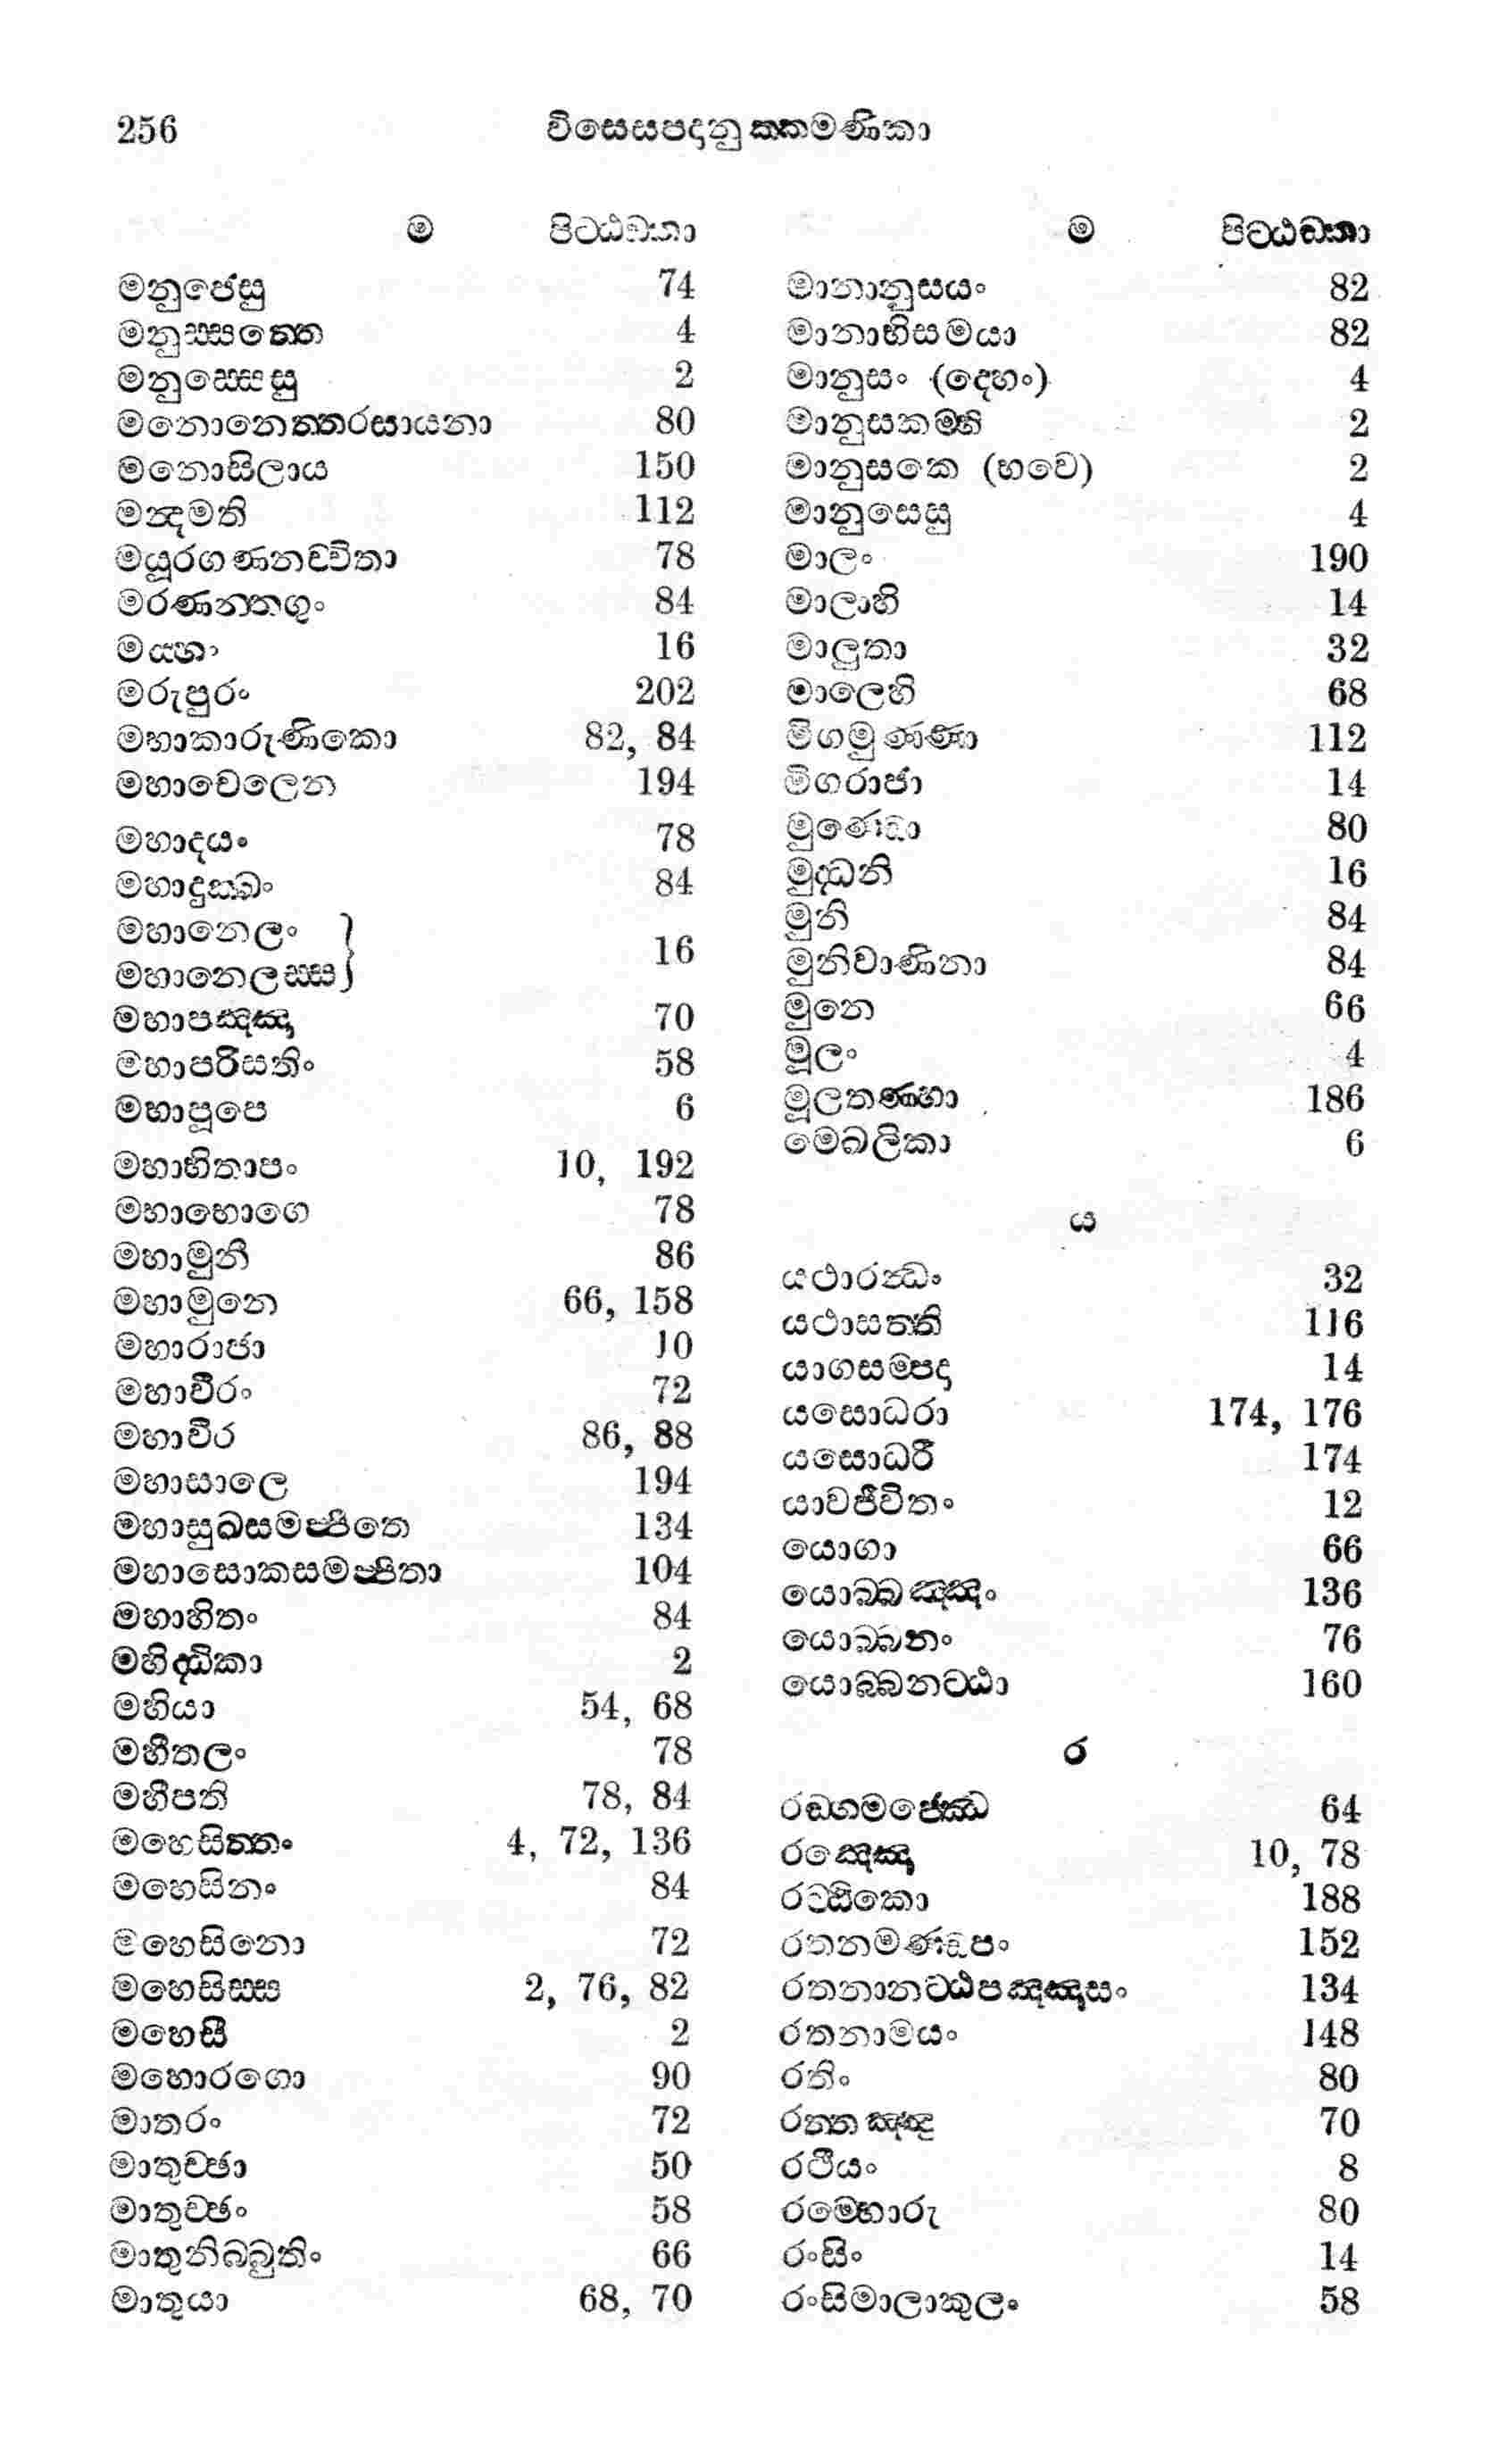 256 විසෙසපදානුක්කමණිකා
ම පිට්ඨඞ්කා
මනුජෙසු 74
මනුස්සත්තෙ 4
මනුස්සෙසු 2
මනොනෙත්තරසායනා 80
මනොසිලාය 150
මන්දමති 112
මයූරගණනච්චිතා 78
මරණන්තගුං 84
මය්හං 16
මරුපුරං 202
මහාකාරුණිකො 82, 84
මහාචෙලෙන 194
මහාදයං 78
මහාදුක්ඛං 84
මහානෙලං }
මහානෙලස්ස } 16
මහාපඤ්ඤා 70
මහාපරිසතිං 58
මහාපූපෙ 6
මහාභිතාපං 10, 192
මහාභොගෙ 78
මහාමුනී 86
මහාමුනෙ 66, 158
මහාරාජා 10
මහාවීරං 72
මහාවීර 86, 88
මහාසාලෙ 194
මහාසුඛසමප්පිතෙ 134
මහාසොකසමප්පිතා 104
මහාහිතං 84
මහිද්ධිකා 2
මහියා 54, 68
මහීතලං 78
මහීපති 78, 84
මහෙසිත්තං 4, 72, 136
මහෙසිනං 84
මහෙසිනො 72
මහෙසිස්ස 2, 76, 82
මහෙසී 2
මහොරගො 90
මාතරං 72
මාතුච්ඡා 50
මාතුච්ඡං 58
මාතුනිබ්බුතිං 66
මාතුයා 68, 70
ම පිට්ඨඞ්කා
මානානුසයං 82
මානාභිසමයා 82
මානුසං (දෙහං) 4
මානුසකම්හි 2
මානුසකෙ (භවෙ) 2
මානුසෙසු 4
මාලං 190
මාලාහි 14
මාලුතා 32
මාලෙහි 68
මිගමුණ්ණා 112
මිගරාජා 14
මුණ්ඩො 80
මුද්ධනි 16
මුනි 84
මුනිවාණිනා 84
මුනෙ 66
මූලං 4
මූලතණ්හා 186
මෙඛලිකා 6
ය
යථාරන්ධං 32
යථාසත්ති 116
යාගසම්පදා 14
යසොධරා 174, 176
යසොධරී 174
යාවජීවිතං 12
යොගා 66
යොබ්බඤ්ඤං 136
යොබ්බනං 76
යොබ්බනට්ඨා 160
ර
රඞ්ගමජ්ඣෙ 64
රඤ්ඤෙ 10, 78
රට්ඨිකො 188
රතනමණ්ඩපං 152
රතනානට්ඨපඤ්ඤාසං 134
රතනාමයං 148
රතිං 80
රත්තඤ්ඤූ 70
රථියං 8
රම්භොරු 80
රංසිං 14
රංසිමාලාකුලං 58